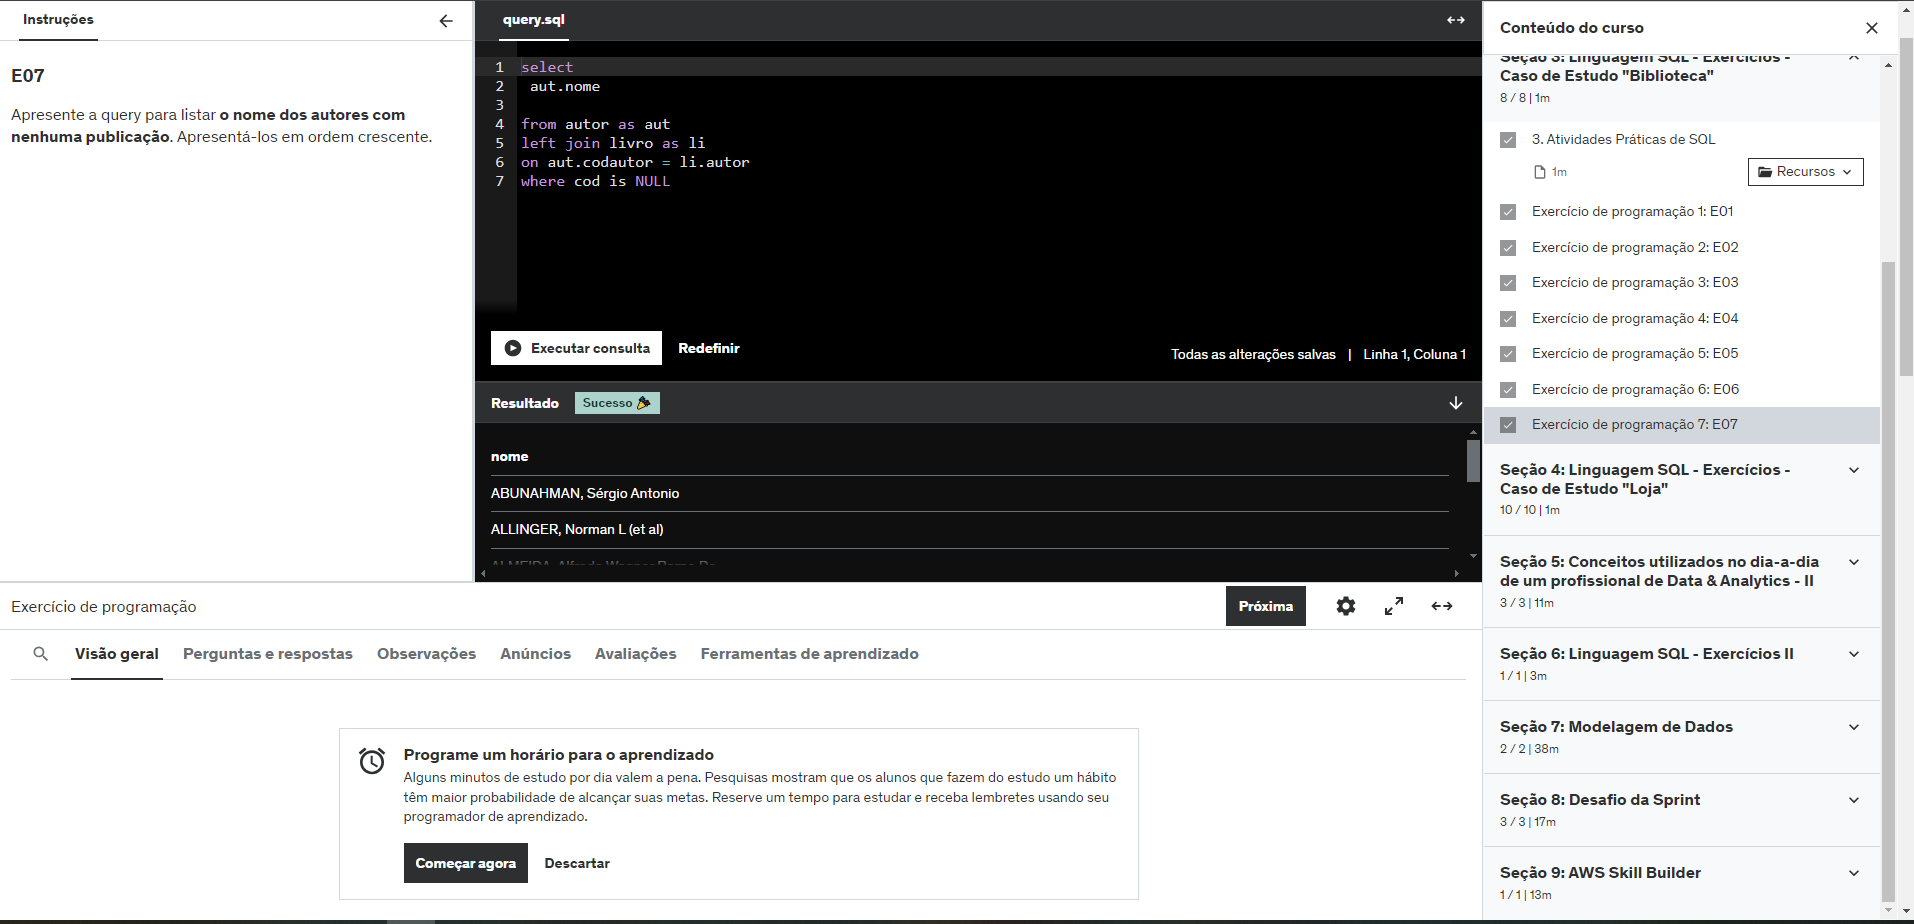 Instruções
E07
Apresente a query para listar o nome dos autores com
nenhuma publicação. Apresentá-los em ordem crescente.
query.sql
1 select
2 aut.nome
3
4 from autor as aut
5 left join livro as li
6 on aut.codautor = li.autor
7 where cod is NULL
Executar consulta
Redefinir
Todas as alterações salvas | Linha 1, Coluna 1
Resultado
Sucesso
nome
ABUNAHMAN, Sérgio Antonio
ALLINGER, Norman L (et al)
Exercício de programação
Próxima
Visão geral
Perguntas e respostas
Observações
Anúncios
Avaliações
Ferramentas de aprendizado
Programe um horário para o aprendizado
Alguns minutos de estudo por dia valem a pena. Pesquisas mostram que os alunos que fazem do estudo um hábito
têm maior probabilidade de alcançar suas metas. Reserve um tempo para estudar e receba lembretes usando seu
programador de aprendizado.
Começar agora
Descartar
Conteúdo do curso
Seção 3: Linguagem SQL - Exercícios -
Caso de Estudo "Biblioteca"
8 / 8 | 1m
3. Atividades Práticas de SQL
1m
Recursos
Exercício de programação 1: E01
Exercício de programação 2: E02
Exercício de programação 3: E03
Exercício de programação 4: E04
Exercício de programação 5: E05
Exercício de programação 6: E06
Exercício de programação 7: E07
Seção 4: Linguagem SQL - Exercícios -
Caso de Estudo "Loja"
10 / 10 | 1m
Seção 5: Conceitos utilizados no dia-a-dia
de um profissional de Data & Analytics - II
3 / 3 | 11m
Seção 6: Linguagem SQL - Exercícios II
1 / 1 | 3m
Seção 7: Modelagem de Dados
2 / 2 | 38m
Seção 8: Desafio da Sprint
3 / 3 | 17m
Seção 9: AWS Skill Builder
1 / 1 | 13m